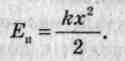 Eп = kx²/2.